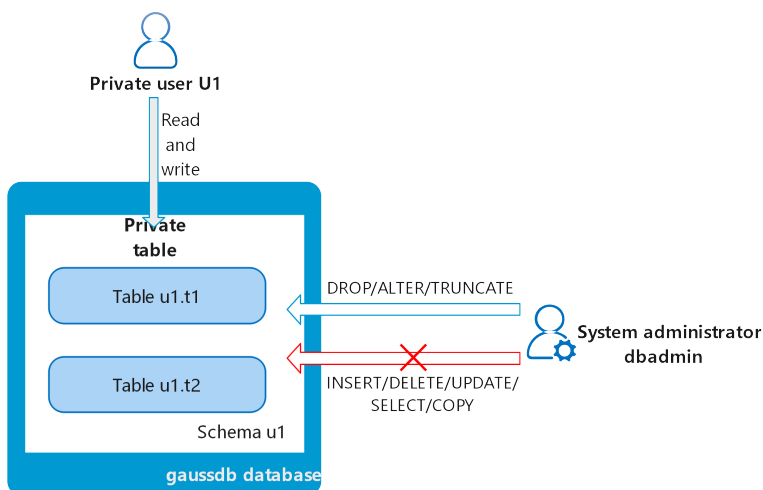 Private user U1
Read
and
write
Private
table
Table u1.t1
DROP/ALTER/TRUNCATE
System administrator
dbadmin
Table u1.t2
INSERT/DELETE/UPDATE/
SELECT/COPY
Schema u1
gaussdb database